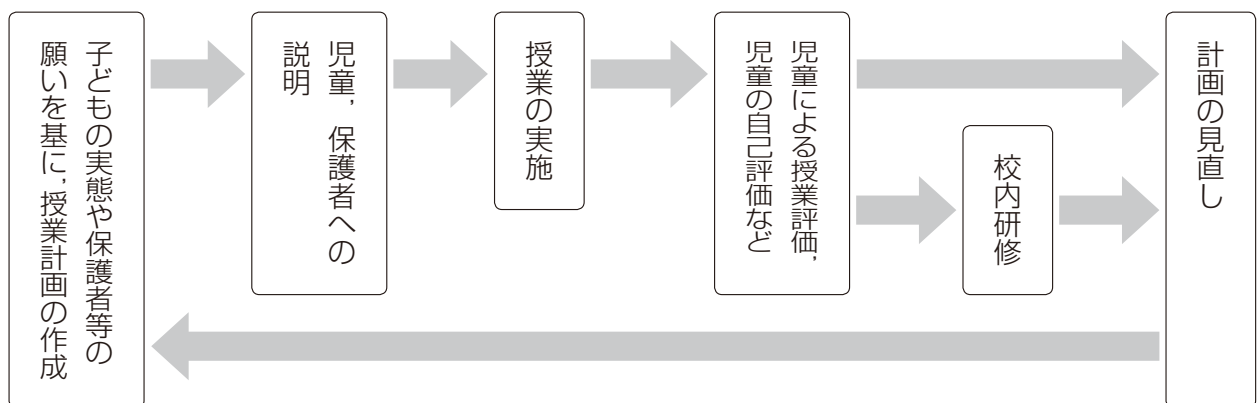 子どもの実態や保護者等の
願いを基に，授業計画の作成
児童，保護者への
説明
授業の実施
児童による授業評価，
児童の自己評価など
校内研修
計画の見直し